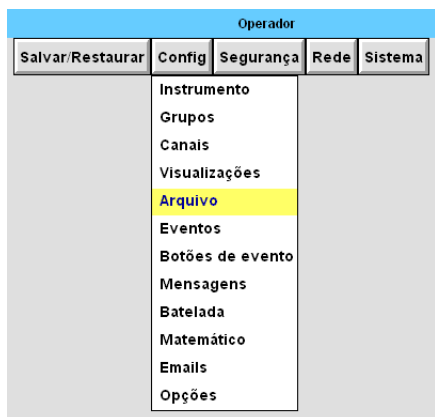 Operador
Salvar/Restaurar Config Segurança Rede Sistema
Instrumento
Grupos
Canais
Visualizações
Arquivo
Eventos
Botões de evento
Mensagens
Batelada
Matemático
Emails
Opções